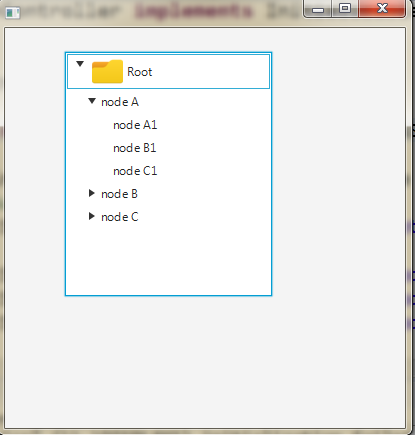 ontroller implements Ini
Root
node A
node A1
node B1
node C1
node B
node C